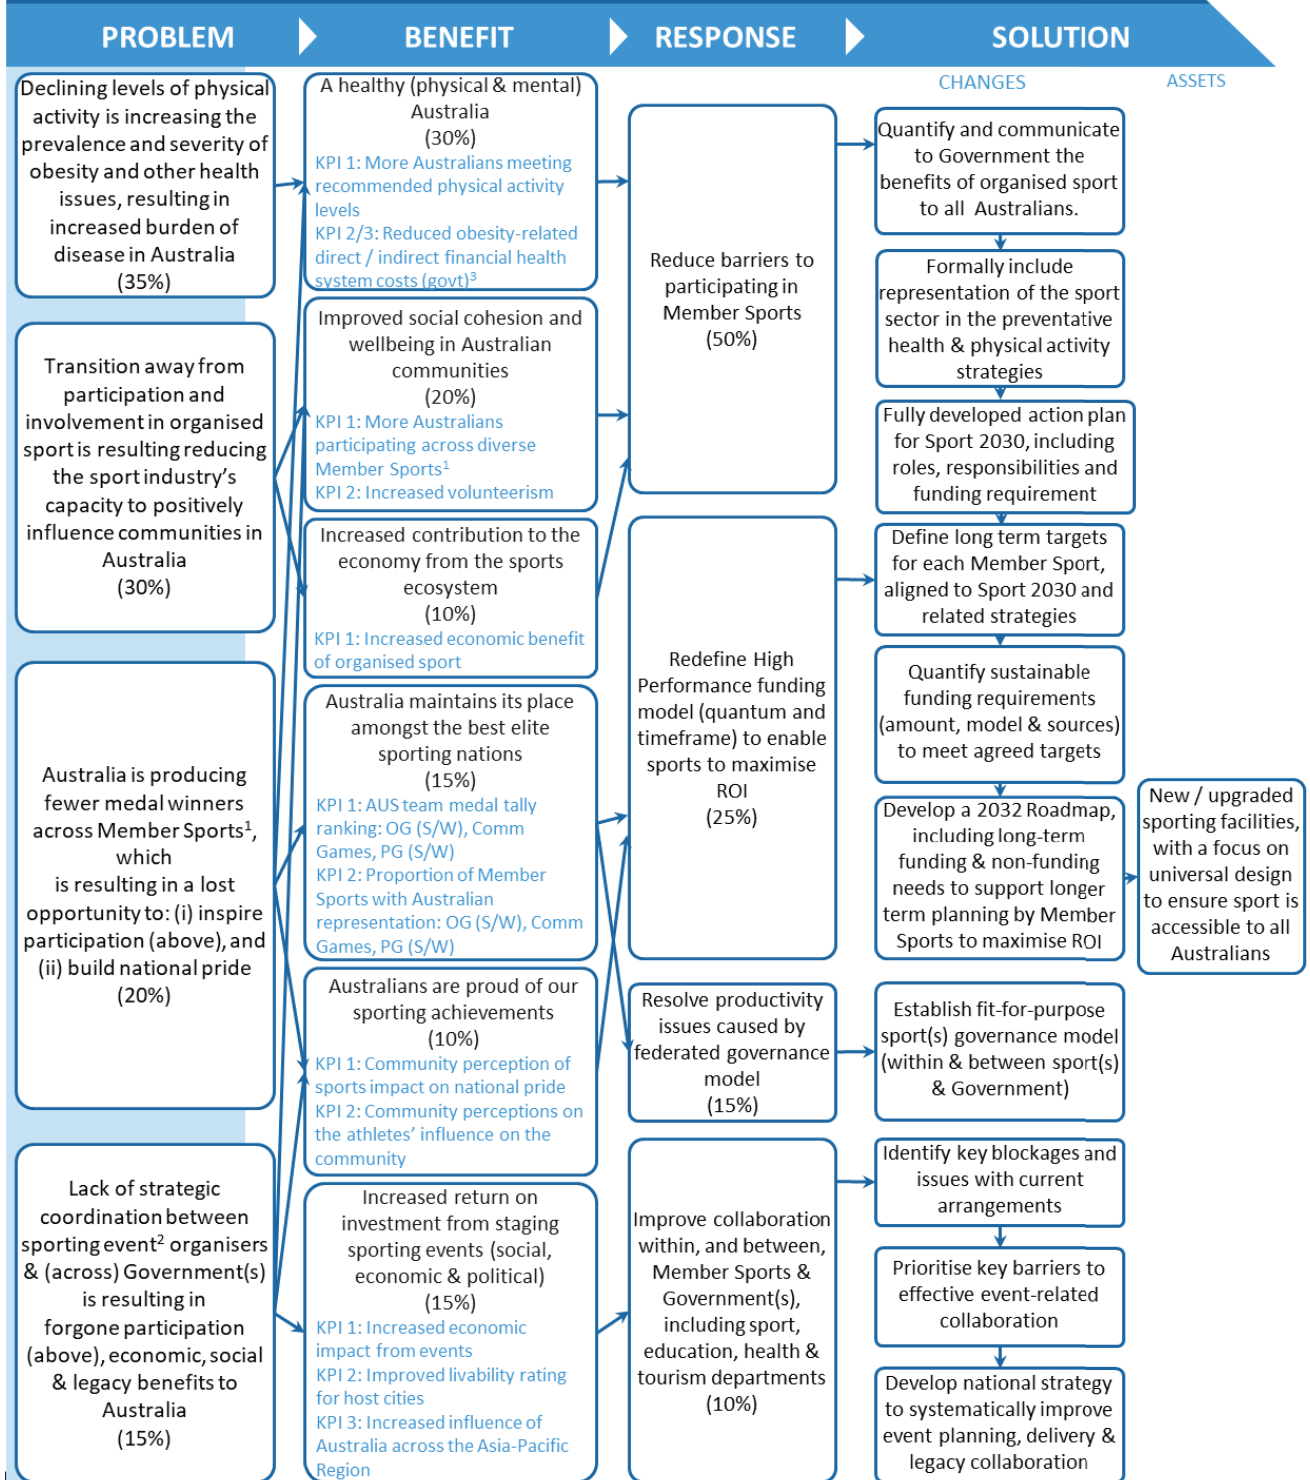 PROBLEM
BENEFIT
RESPONSE
SOLUTION
CHANGES
ASSETS
Declining levels of physical
activity is increasing the
prevalence and severity of
obesity and other health
issues, resulting in
increased burden of
disease in Australia
(35%)
Transition away from
participation and
involvement in organised
sport is resulting reducing
the sport industry's
capacity to positively
influence communities in
Australia
(30%)
Australia is producing
fewer medal winners
across Member Sports¹,
which
is resulting in a lost
opportunity to: (i) inspire
participation (above), and
(ii) build national pride
(20%)
Lack of strategic
coordination between
sporting event² organisers
& (across) Government(s)
is resulting in
forgone participation
(above), economic, social
& legacy benefits to
Australia
(15%)
A healthy (physical & mental)
Australia
(30%)
KPI 1: More Australians meeting
recommended physical activity
levels
KPI 2/3: Reduced obesity-related
direct / indirect financial health
system costs (govt)³
Improved social cohesion and
wellbeing in Australian
communities
(20%)
KPI 1: More Australians
participating across diverse
Member Sports¹
KPI 2: Increased volunteerism
Increased contribution to the
economy from the sports
ecosystem
(10%)
KPI 1: Increased economic benefit
of organised sport
Australia maintains its place
amongst the best elite
sporting nations
(15%)
KPI 1: AUS team medal tally
ranking: OG (S/W), Comm
Games, PG (S/W)
KPI 2: Proportion of Member
Sports with Australian
representation: OG (S/W), Comm
Games, PG (S/W)
Australians are proud of our
sporting achievements
(10%)
KPI 1: Community perception of
sports impact on national pride
KPI 2: Community perceptions on
the athletes' influence on the
community
Increased return on
investment from staging
sporting events (social,
economic & political)
(15%)
KPI 1: Increased economic
impact from events
KPI 2: Improved livability rating
for host cities
KPI 3: Increased influence of
Australia across the Asia-Pacific
Region
Reduce barriers to
participating in
Member Sports
(50%)
Redefine High
Performance funding
model (quantum and
timeframe) to enable
sports to maximise
ROI
(25%)
Resolve productivity
issues caused by
federated governance
model
(15%)
Improve collaboration
within, and between,
Member Sports &
Government(s),
including sport,
education, health &
tourism departments
(10%)
Quantify and communicate
to Government the
benefits of organised sport
to all Australians.
Formally include
representation of the sport
sector in the preventative
health & physical activity
strategies
Fully developed action plan
for Sport 2030, including
roles, responsibilities and
funding requirement
Define long term targets
for each Member Sport,
aligned to Sport 2030 and
related strategies
Quantify sustainable
funding requirements
(amount, model & sources)
to meet agreed targets
Develop a 2032 Roadmap,
including long-term
funding & non-funding
needs to support longer
term planning by Member
Sports to maximise ROI
New / upgraded
sporting facilities,
with a focus on
universal design
to ensure sport is
accessible to all
Australians
Establish fit-for-purpose
sport(s) governance model
(within & between sport(s)
& Government)
Identify key blockages and
issues with current
arrangements
Prioritise key barriers to
effective event-related
collaboration
Develop national strategy
to systematically improve
event planning, delivery &
legacy collaboration